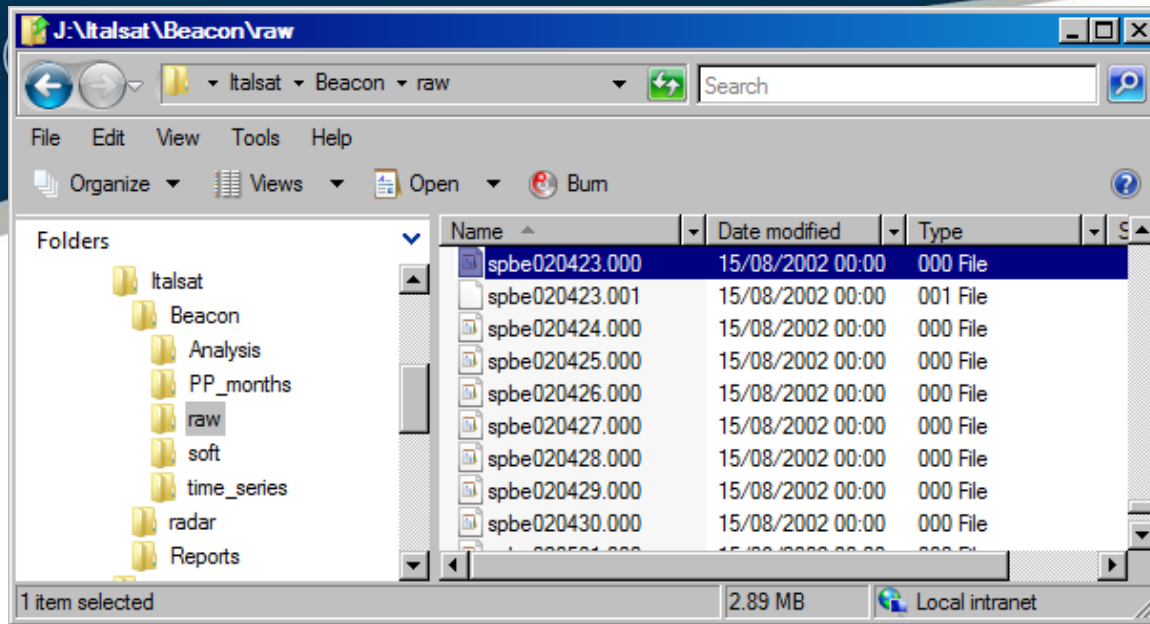 J:\Italsat\Beacon\raw
Italsat Beacon raw Search
File Edit View Tools Help
Organize Views Open Burn
Folders
Italsat
Beacon
Analysis
PP_months
raw
soft
time_series
radar
Reports
Name Date modified Type S
spbe020423.000 15/08/2002 00:00 000 File
spbe020423.001 15/08/2002 00:00 001 File
spbe020424.000 15/08/2002 00:00 000 File
spbe020425.000 15/08/2002 00:00 000 File
spbe020426.000 15/08/2002 00:00 000 File
spbe020427.000 15/08/2002 00:00 000 File
spbe020428.000 15/08/2002 00:00 000 File
spbe020429.000 15/08/2002 00:00 000 File
spbe020430.000 15/08/2002 00:00 000 File
1 item selected 2.89 MB Local intranet